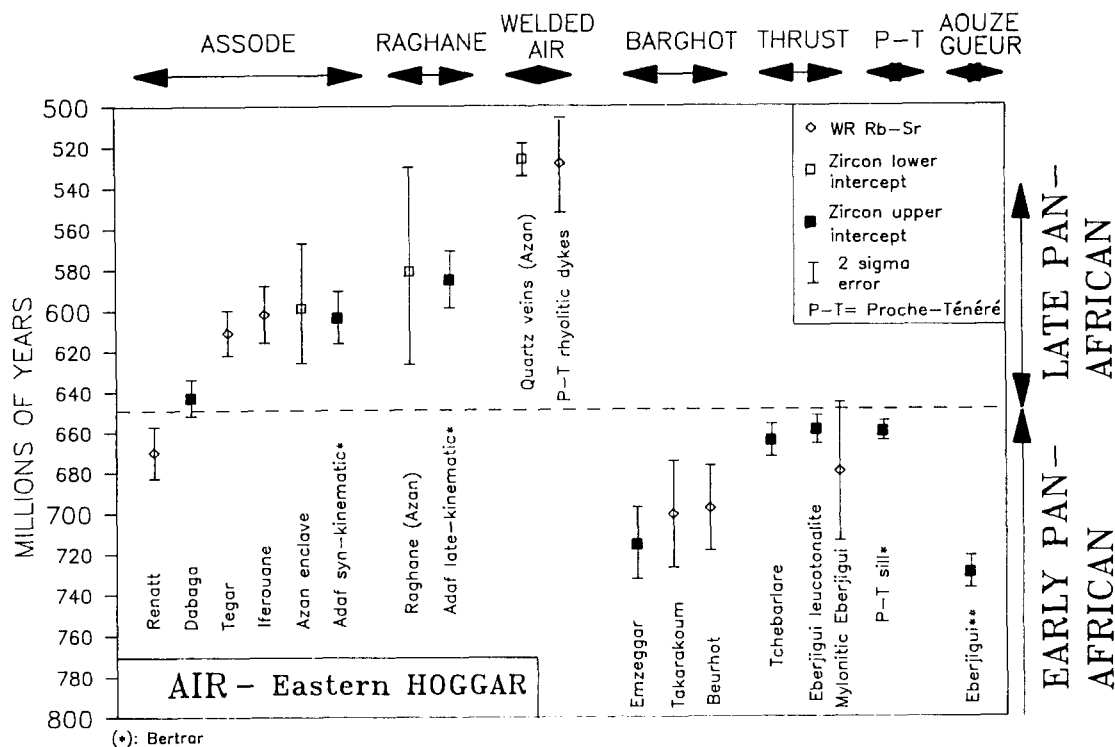 ASSODE
RAGHANE
WELDED
AIR
BARGHOT
THRUST
P-T
AOUZE
GUEUR
MILLIONS OF YEARS
500
520
540
560
580
600
620
640
660
680
700
720
740
760
770
780
800
WR Rb-Sr
Zircon lower
intercept
Zircon upper
intercept
2 sigma
error
P-T= Proche-Ténéré
Renatt
Dabaga
Tegar
Iferouane
Azan enclave
Adaf syn-kinematic*
Raghane (Azan)
Adaf late-kinematic*
Quartz veins (Azan)
P-T rhyolitic dykes
Emzeggar
Takarakoum
Beurhot
Tchebarlare
Eberjigui leucotonalite
Mylonitic Eberjigui
P-T sill*
Eberjigui**
LATE PAN-
AFRICAN
EARLY PAN-
AFRICAN
AIR - Eastern HOGGAR
(*): Bertrar